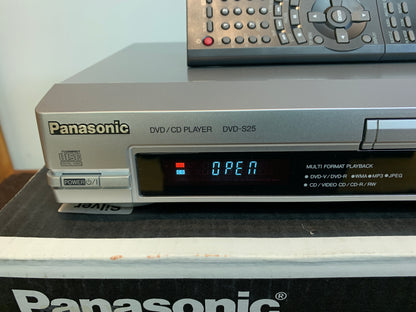 Panasonic DVD/CD PLAYER DVD-S25
OPEN
MULTI FORMAT PLAYBACK
● DVD-V/DVD-R ● WMA ● MP3 ● JPEG
● CD/VIDEO CD/CD-R/RW
POWER ⏻/I
Silver
Panasonic®